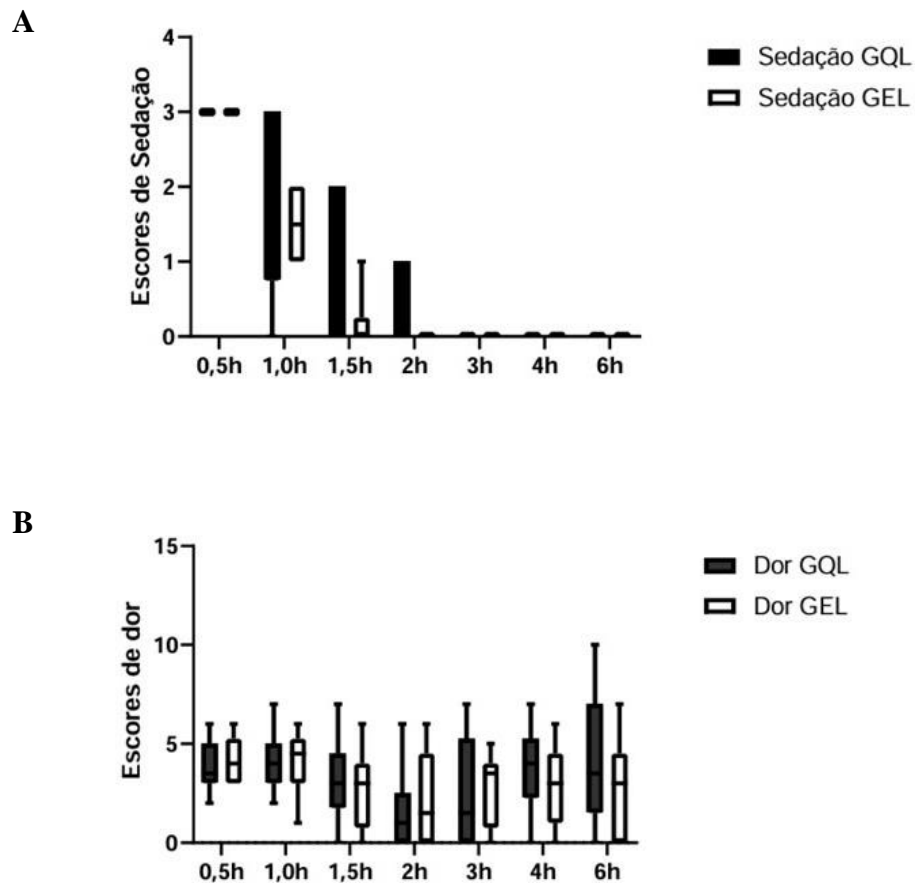 A
Escores de Sedação
4
3
2
1
0
0,5h 1,0h 1,5h 2h 3h 4h 6h
Sedação GQL
Sedação GEL
B
Escores de dor
15
10
5
0
0,5h 1,0h 1,5h 2h 3h 4h 6h
Dor GQL
Dor GEL